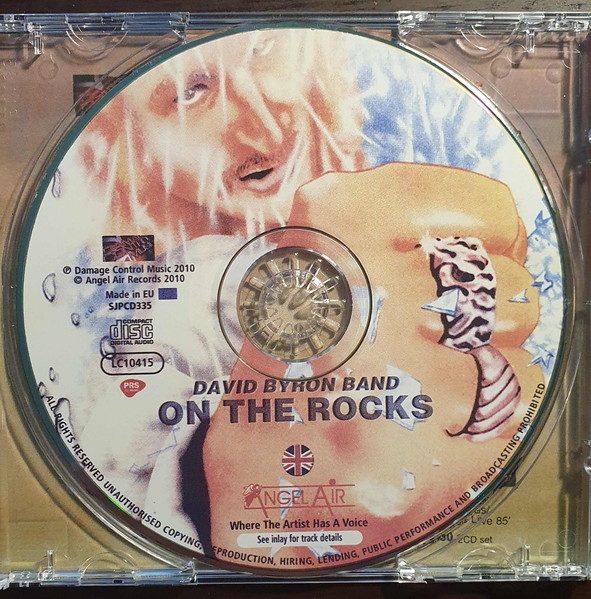 ℗ Damage Control Music 2010
© Angel Air Records 2010
Made in EU
SJPCD335
COMPACT
disc
DIGITAL AUDIO
LC10415
PRS
DAVID BYRON BAND
ON THE ROCKS
ANGEL AIR
Where The Artist Has A Voice
See inlay for track details
ALL RIGHTS RESERVED UNAUTHORISED COPYING, REPRODUCTION, HIRING, LENDING, PUBLIC PERFORMANCE AND BROADCASTING PROHIBITED
Live 85'
2CD set